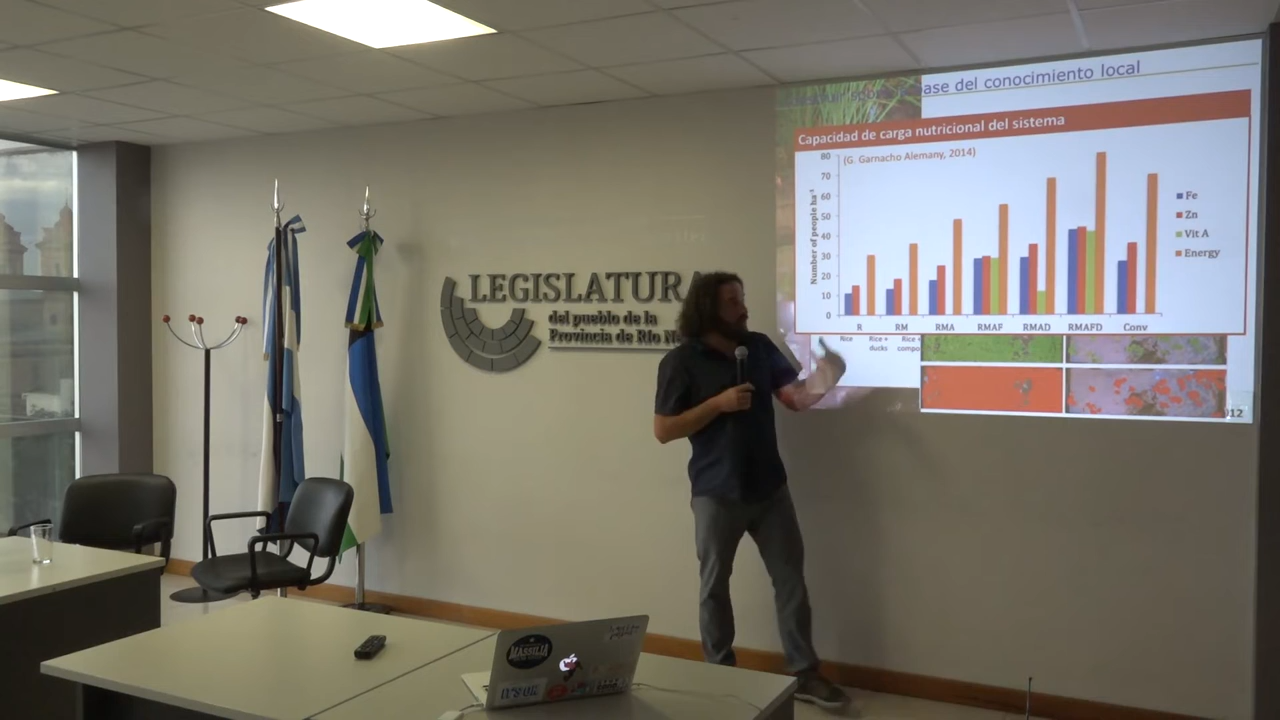 LEGISLATURA
del pueblo de la
Provincia de Río N
ase del conocimiento local
Capacidad de carga nutricional del sistema
(G. Garnacho Alemany, 2014)
Number of people ha⁻¹
80
70
60
50
40
30
20
10
0
Fe
Zn
Vit A
Energy
R RM RMA RMAF RMAD RMAFD Conv
Rice Rice + Rice +
ducks compo
012
MASSILIA